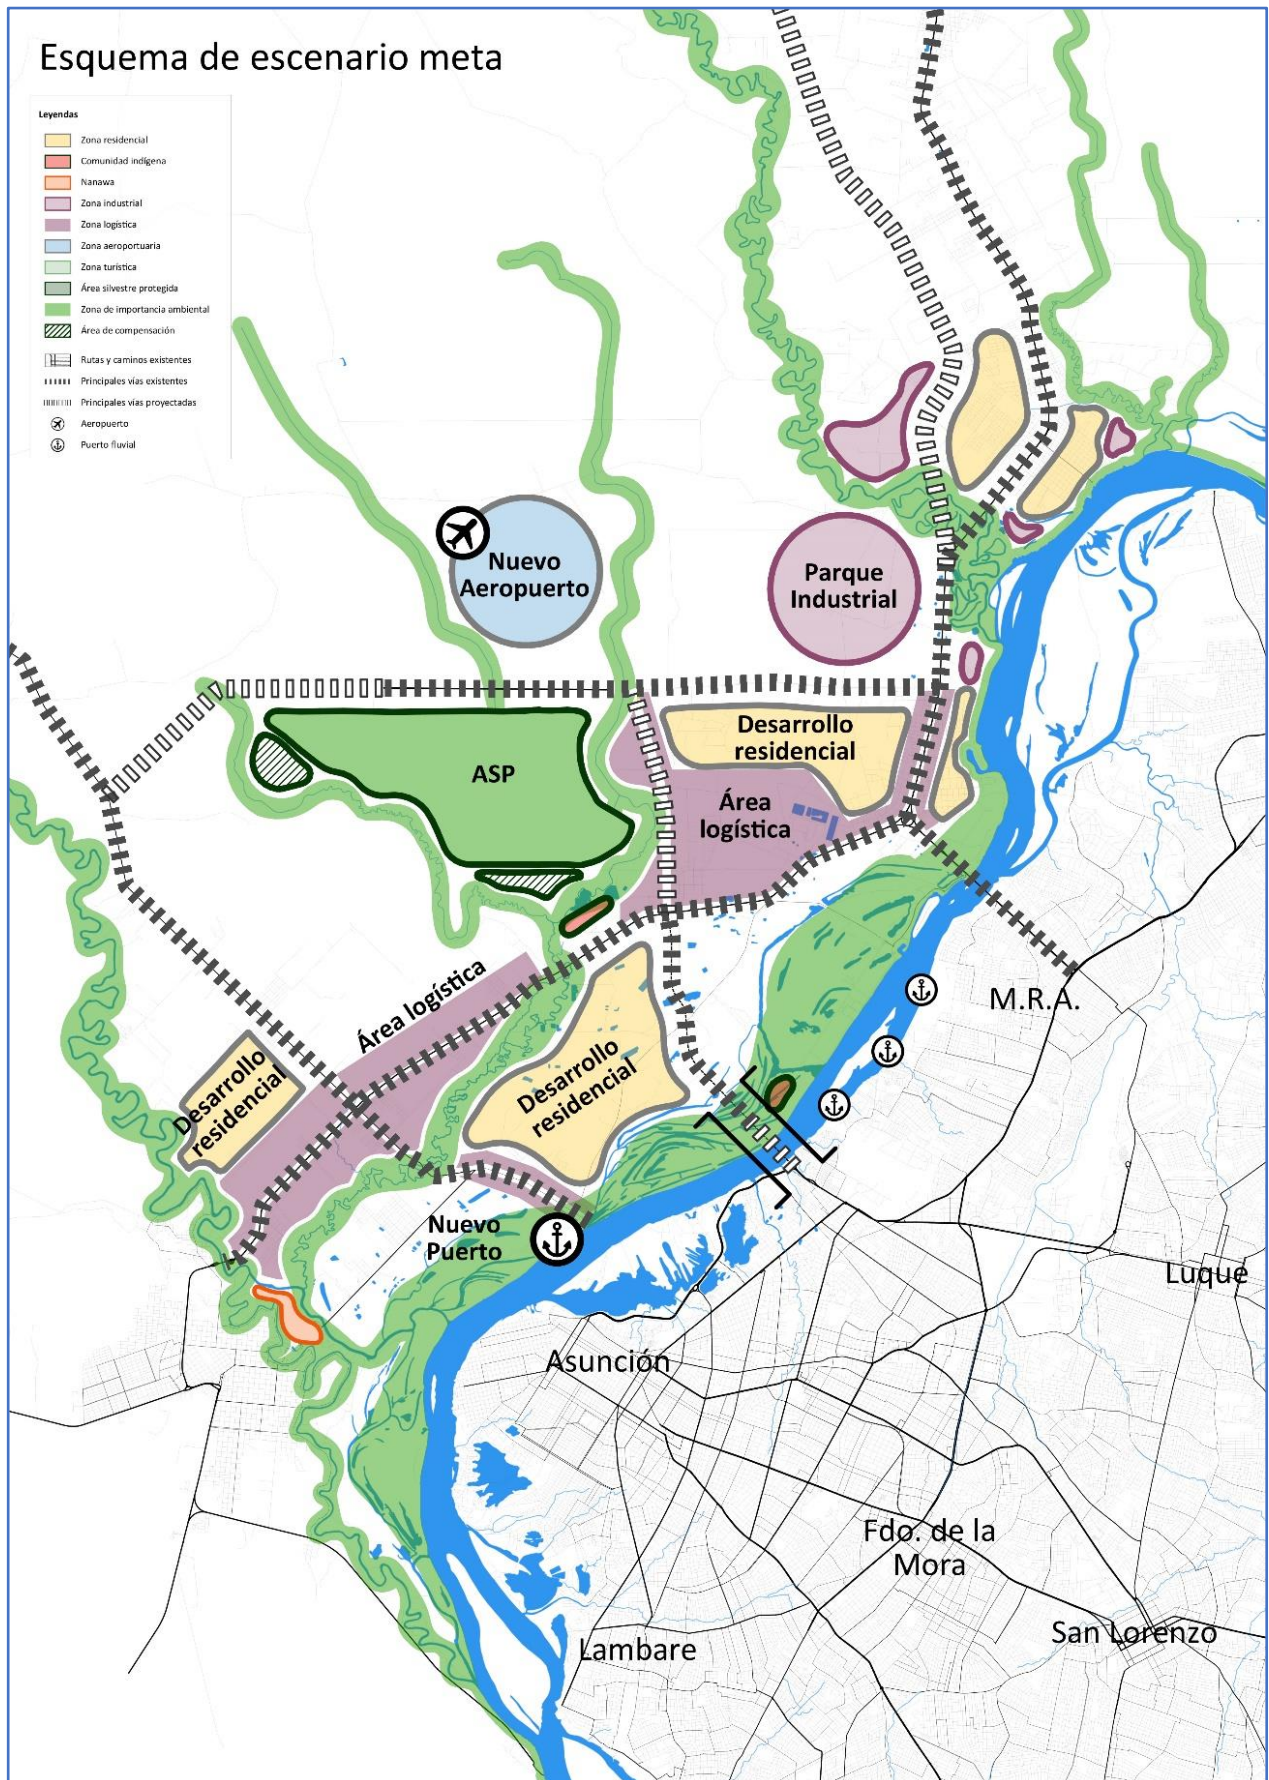 Esquema de escenario meta
Leyendas
Zona residencial
Comunidad indígena
Nanawa
Zona industrial
Zona logística
Zona aeroportuaria
Zona turística
Área silvestre protegida
Zona de importancia ambiental
Área de compensación
Rutas y caminos existentes
Principales vías existentes
Principales vías proyectadas
Aeropuerto
Puerto fluvial
Nuevo
Aeropuerto
Parque
Industrial
Desarrollo
residencial
ASP
Área
logística
Área logística
M.R.A.
Desarrollo
residencial
Desarrollo
residencial
Nuevo
Puerto
Luque
Asunción
Fdo. de la
Mora
San Lorenzo
Lambare